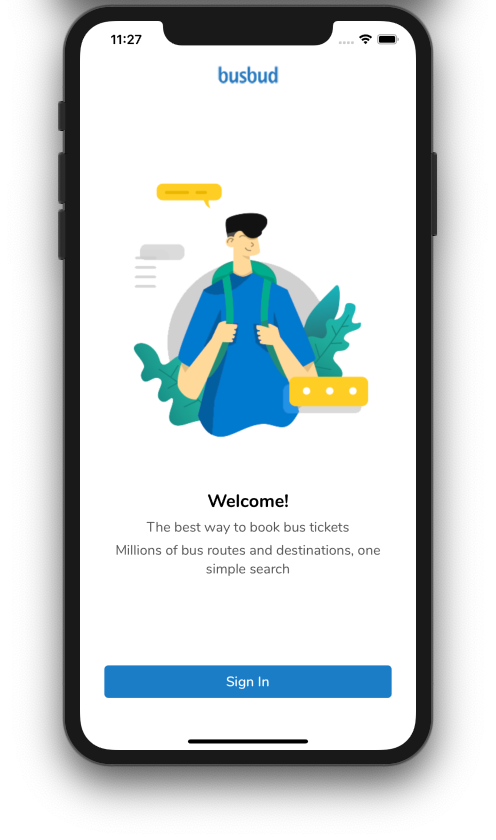 11:27
busbud
Welcome!
The best way to book bus tickets
Millions of bus routes and destinations, one
simple search
Sign In